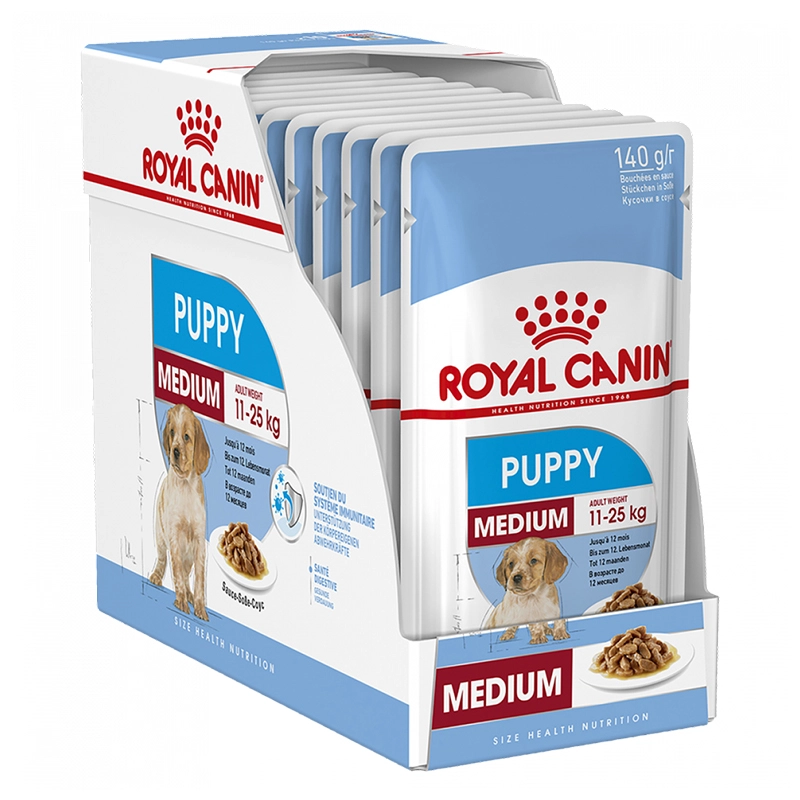 ROYAL CANIN
HEALTH NUTRITION SINCE 1968
PUPPY
MEDIUM
ADULT WEIGHT
11-25 kg
Jusqu'à 12 mois
Bis zum 12. Lebensmonat
Tot 12 maanden
В возрасте до
12 месяцев
SOUTIEN DU
SYSTÈME IMMUNITAIRE
UNTERSTÜTZUNG
DER KÖRPEREIGENEN
ABWEHRKRÄFTE
SANTÉ
DIGESTIVE
GESUNDE
VERDAUUNG
Sauce-Soße-Соус
SIZE HEALTH NUTRITION
140 g/г
Bouchées en sauce
Stückchen in Soße
Кусочки в соусе
ROYAL CANIN
HEALTH NUTRITION SINCE 1968
PUPPY
MEDIUM
ADULT WEIGHT
11-25 kg
Jusqu'à 12 mois
Bis zum 12. Lebensmonat
Tot 12 maanden
В возрасте до
12 месяцев
MEDIUM
SIZE HEALTH NUTRITION